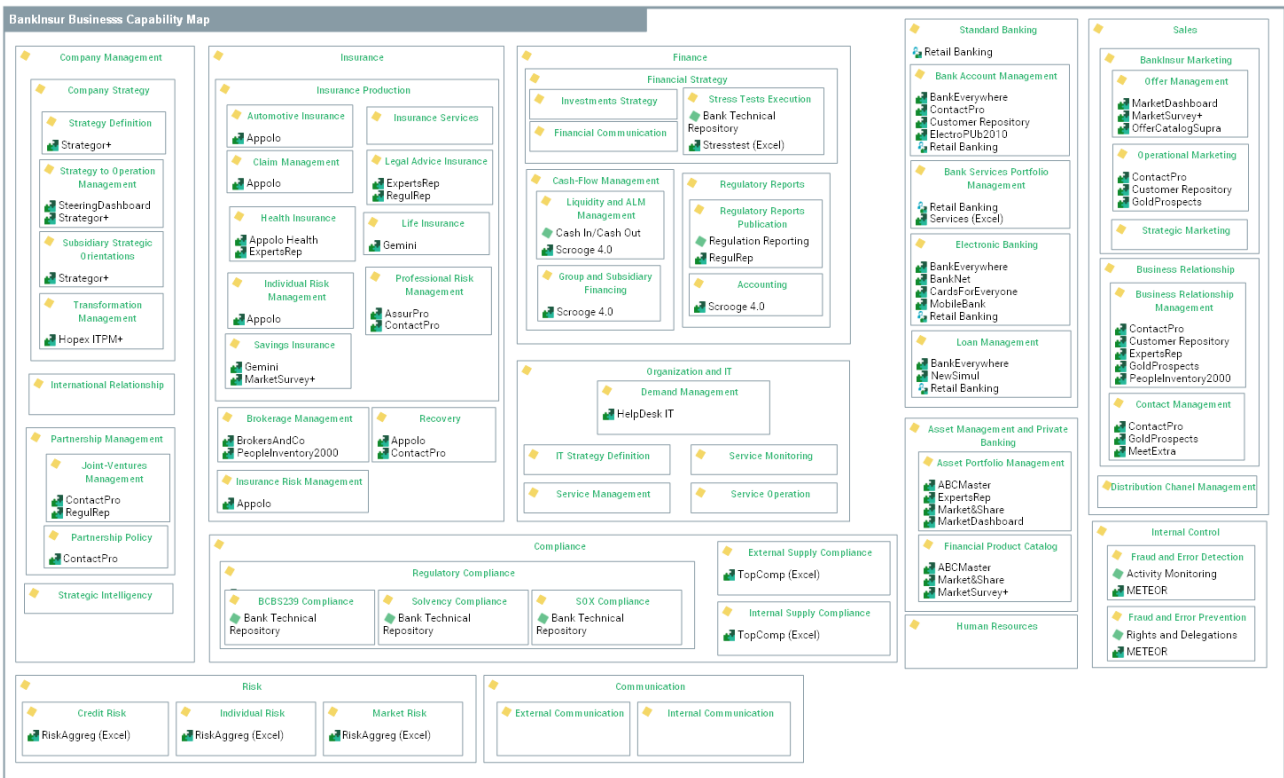 BankInsur Businesss Capability Map
Company Management
Company Strategy
Strategy Definition
Strategor+
Strategy to Operation
Management
SteeringDashboard
Strategor+
Subsidiary Strategic
Orientations
Strategor+
Transformation
Management
Hopex ITPM+
International Relationship
Partnership Management
Joint-Ventures
Management
ContactPro
RegulRep
Partnership Policy
ContactPro
Strategic Intelligency
Insurance
Insurance Production
Automotive Insurance
Appolo
Insurance Services
Claim Management
Appolo
Legal Advice Insurance
ExpertsRep
RegulRep
Health Insurance
Appolo Health
ExpertsRep
Life Insurance
Gemini
Individual Risk
Management
Appolo
Professional Risk
Management
AssurPro
ContactPro
Savings Insurance
Gemini
MarketSurvey+
Brokerage Management
BrokersAndCo
PeopleInventory2000
Recovery
Appolo
ContactPro
Insurance Risk Management
Appolo
Finance
Financial Strategy
Investments Strategy
Financial Communication
Stress Tests Execution
Bank Technical
Repository
Stresstest (Excel)
Cash-Flow Management
Liquidity and ALM
Management
Cash In/Cash Out
Scrooge 4.0
Group and Subsidiary
Financing
Scrooge 4.0
Regulatory Reports
Regulatory Reports
Publication
Regulation Reporting
RegulRep
Accounting
Scrooge 4.0
Organization and IT
Demand Management
HelpDesk IT
IT Strategy Definition
Service Monitoring
Service Management
Service Operation
Compliance
Regulatory Compliance
BCBS239 Compliance
Bank Technical
Repository
Solvency Compliance
Bank Technical
Repository
SOX Compliance
Bank Technical
Repository
External Supply Compliance
TopComp (Excel)
Internal Supply Compliance
TopComp (Excel)
Standard Banking
Retail Banking
Bank Account Management
BankEverywhere
ContactPro
Customer Repository
ElectroPUb2010
Retail Banking
Bank Services Portfolio
Management
Retail Banking
Services (Excel)
Electronic Banking
BankEverywhere
BankNet
CardsForEveryone
MobileBank
Retail Banking
Loan Management
BankEverywhere
NewSimul
Retail Banking
Asset Management and Private
Banking
Asset Portfolio Management
ABCMaster
ExpertsRep
Market&Share
MarketDashboard
Financial Product Catalog
ABCMaster
Market&Share
MarketSurvey+
Human Resources
Sales
BankInsur Marketing
Offer Management
MarketDashboard
MarketSurvey+
OfferCatalogSupra
Operational Marketing
ContactPro
Customer Repository
GoldProspects
Strategic Marketing
Business Relationship
Business Relationship
Management
ContactPro
Customer Repository
ExpertsRep
GoldProspects
PeopleInventory2000
Contact Management
ContactPro
GoldProspects
MeetExtra
Distribution Chanel Management
Internal Control
Fraud and Error Detection
Activity Monitoring
METEOR
Fraud and Error Prevention
Rights and Delegations
METEOR
Risk
Credit Risk
RiskAggreg (Excel)
Individual Risk
RiskAggreg (Excel)
Market Risk
RiskAggreg (Excel)
Communication
External Communication
Internal Communication